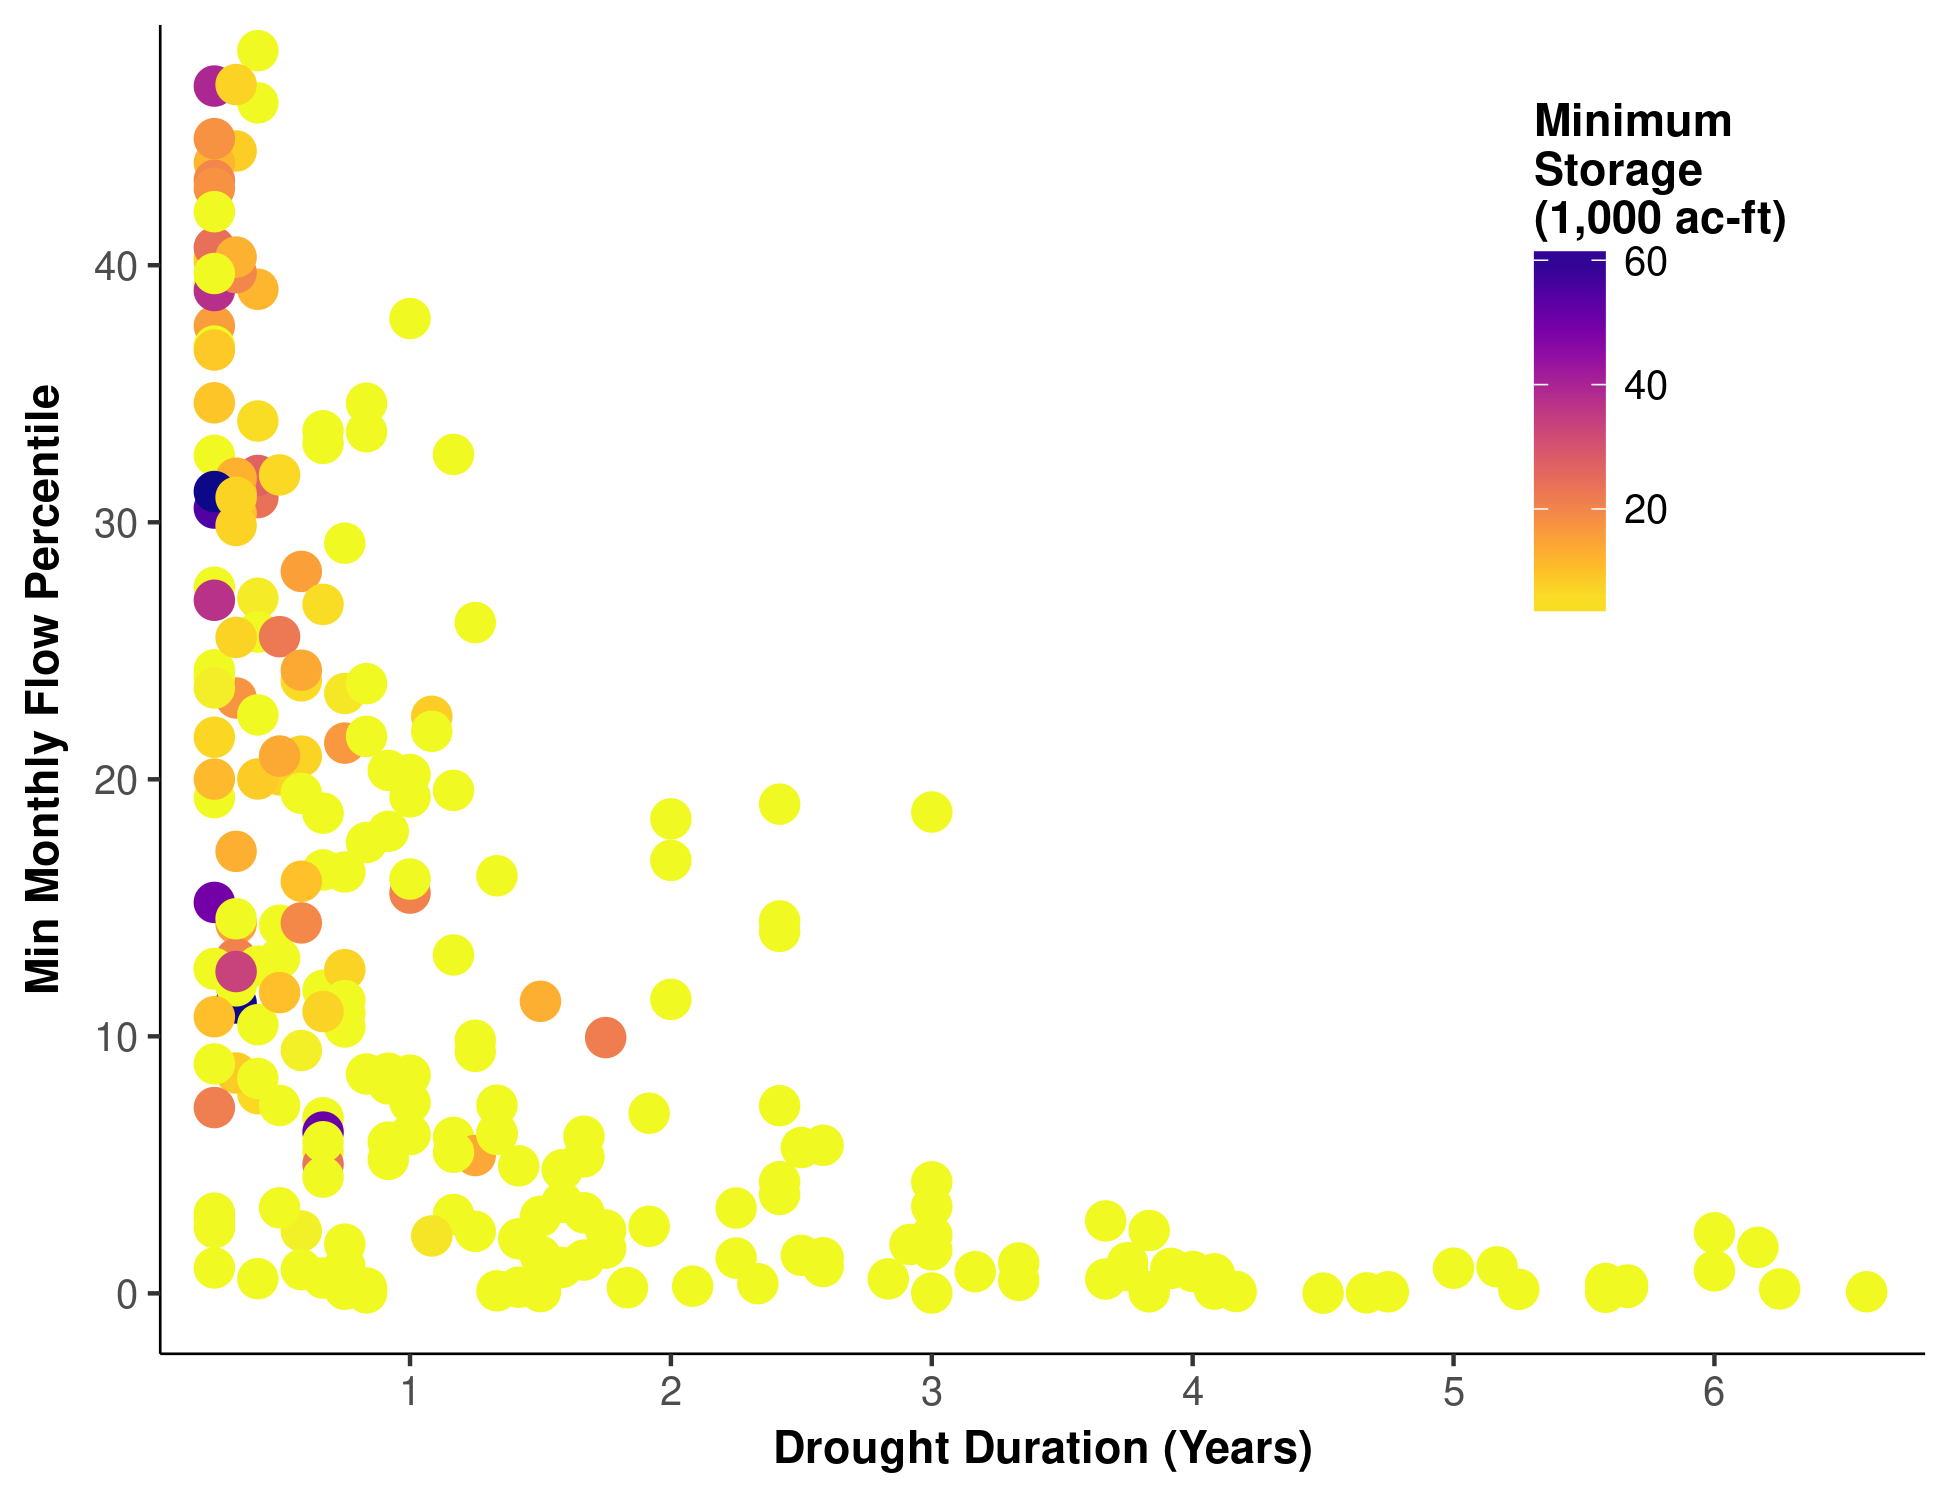 Minimum
Storage
(1,000 ac-ft)
60
40
20
Min Monthly Flow Percentile
40
30
20
10
0
1 2 3 4 5 6
Drought Duration (Years)